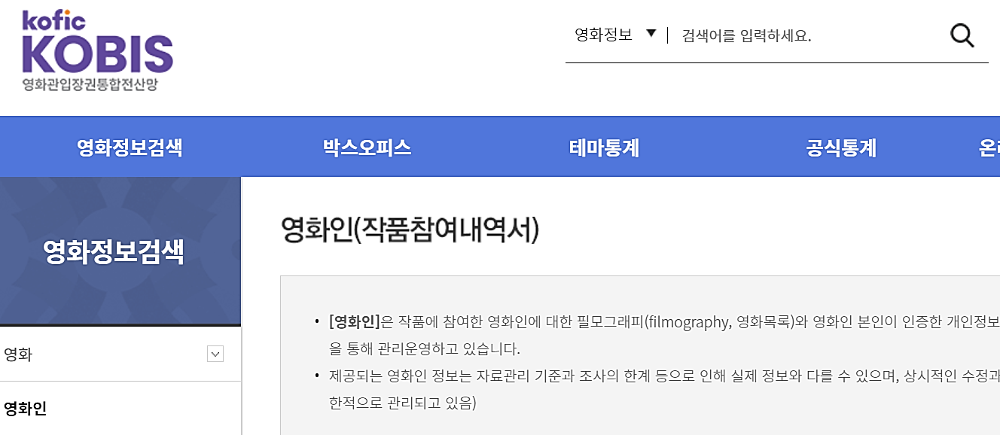 kofic
KOBIS
영화관입장권통합전산망
영화정보 ▼ | 검색어를 입력하세요.
영화정보검색 박스오피스 테마통계 공식통계 온
영화정보검색
영화
영화인
영화인(작품참여내역서)
• [영화인]은 작품에 참여한 영화인에 대한 필모그래피(filmography, 영화목록)와 영화인 본인이 인증한 개인정보
을 통해 관리운영하고 있습니다.
• 제공되는 영화인 정보는 자료관리 기준과 조사의 한계 등으로 인해 실제 정보와 다를 수 있으며, 상시적인 수정과
한적으로 관리되고 있음)